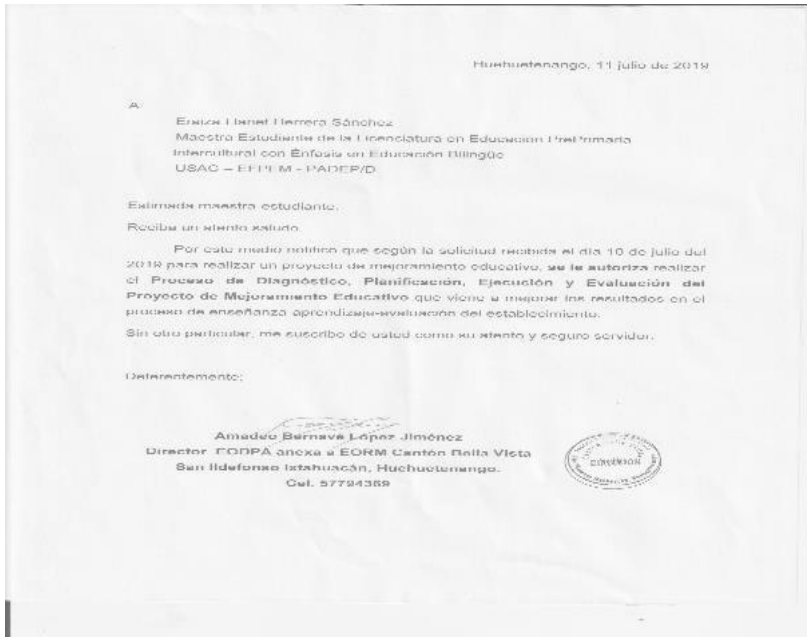 Huehuetenango, 11 julio de 2019
A:
Herrera Sánchez
Maestra Estudiante de la Licenciatura en Educación PrePrimaria
Intercultural con Énfasis en Educación Bilingüe
USAC – EFPEM - PADEP/D
Estimada maestra estudiante.
Reciba un atento saludo.
Por este medio notifico que según la solicitud recibida el día 10 de julio del
2019 para realizar un proyecto de mejoramiento educativo, se le autoriza realizar
el Proceso de Diagnóstico, Planificación, Ejecución y Evaluación del
Proyecto de Mejoramiento Educativo que viene a mejorar los resultados en el
proceso de enseñanza aprendizaje-evaluación del establecimiento.
Sin otro particular, me suscribo de usted como su atento y seguro servidor.
Deferentemente;
Amadeo Bernave López Jiménez
Director EODPA anexa a EORM Cantón Bella Vista
San Ildefonso Ixtahuacán, Huehuetenango.
Cel. 57794369
DIRECCION